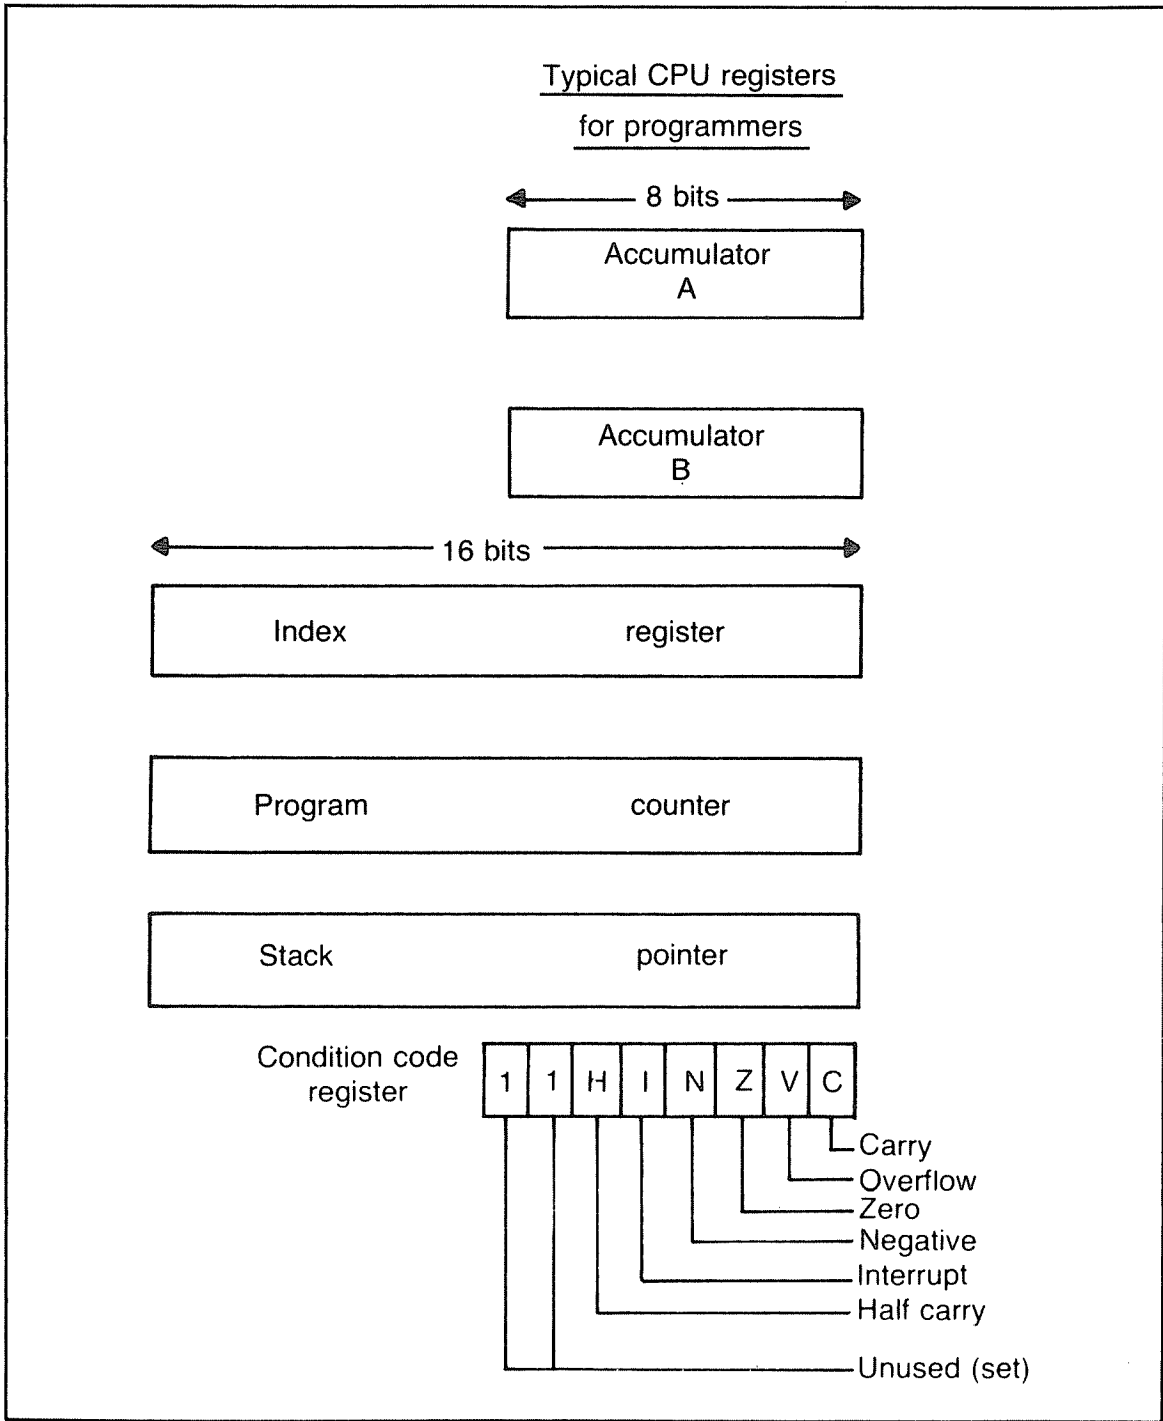 Typical CPU registers
for programmers
8 bits
Accumulator
A
Accumulator
B
16 bits
Index register
Program counter
Stack pointer
Condition code
register
1 1 H I N Z V C
Carry
Overflow
Zero
Negative
Interrupt
Half carry
Unused (set)